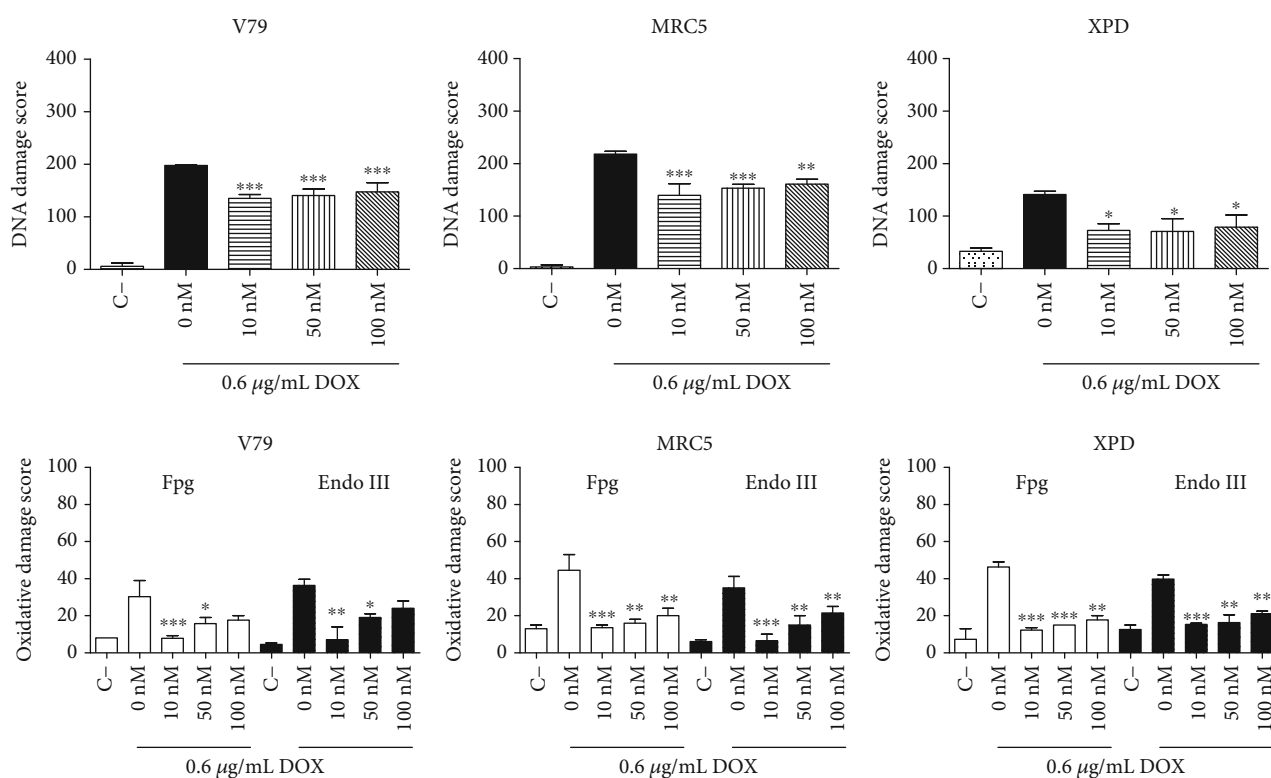 V79
DNA damage score
400
300
200
100
0
***
***
***
C−
0 nM
10 nM
50 nM
100 nM
0.6 μg/mL DOX
MRC5
DNA damage score
400
300
200
100
0
***
***
**
C−
0 nM
10 nM
50 nM
100 nM
0.6 μg/mL DOX
XPD
DNA damage score
400
300
200
100
0
*
*
*
C−
0 nM
10 nM
50 nM
100 nM
0.6 μg/mL DOX
V79
Oxidative damage score
100
80
60
40
20
0
Fpg
Endo III
***
*
**
*
C−
0 nM
10 nM
50 nM
100 nM
C−
0 nM
10 nM
50 nM
100 nM
0.6 μg/mL DOX
MRC5
Oxidative damage score
100
80
60
40
20
0
Fpg
Endo III
***
**
**
***
**
**
C−
0 nM
10 nM
50 nM
100 nM
C−
0 nM
10 nM
50 nM
100 nM
0.6 μg/mL DOX
XPD
Oxidative damage score
100
80
60
40
20
0
Fpg
Endo III
***
***
**
***
**
**
C−
0 nM
10 nM
50 nM
100 nM
C−
0 nM
10 nM
50 nM
100 nM
0.6 μg/mL DOX